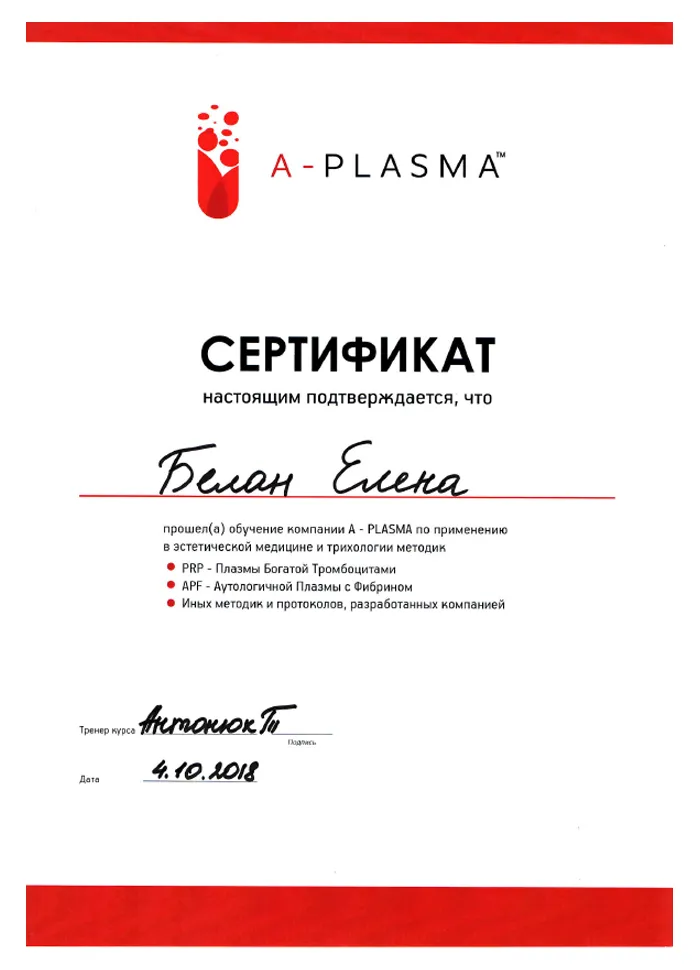 A - PLASMA™
СЕРТИФИКАТ
настоящим подтверждается, что
Белан Елена
прошел(а) обучение компании A - PLASMA по применению
в эстетической медицине и трихологии методик
PRP - Плазмы Богатой Тромбоцитами
APF - Аутологичной Плазмы с Фибрином
Иных методик и протоколов, разработанных компанией
Тренер курса Антонюк
Подпись
Дата 4.10.2018